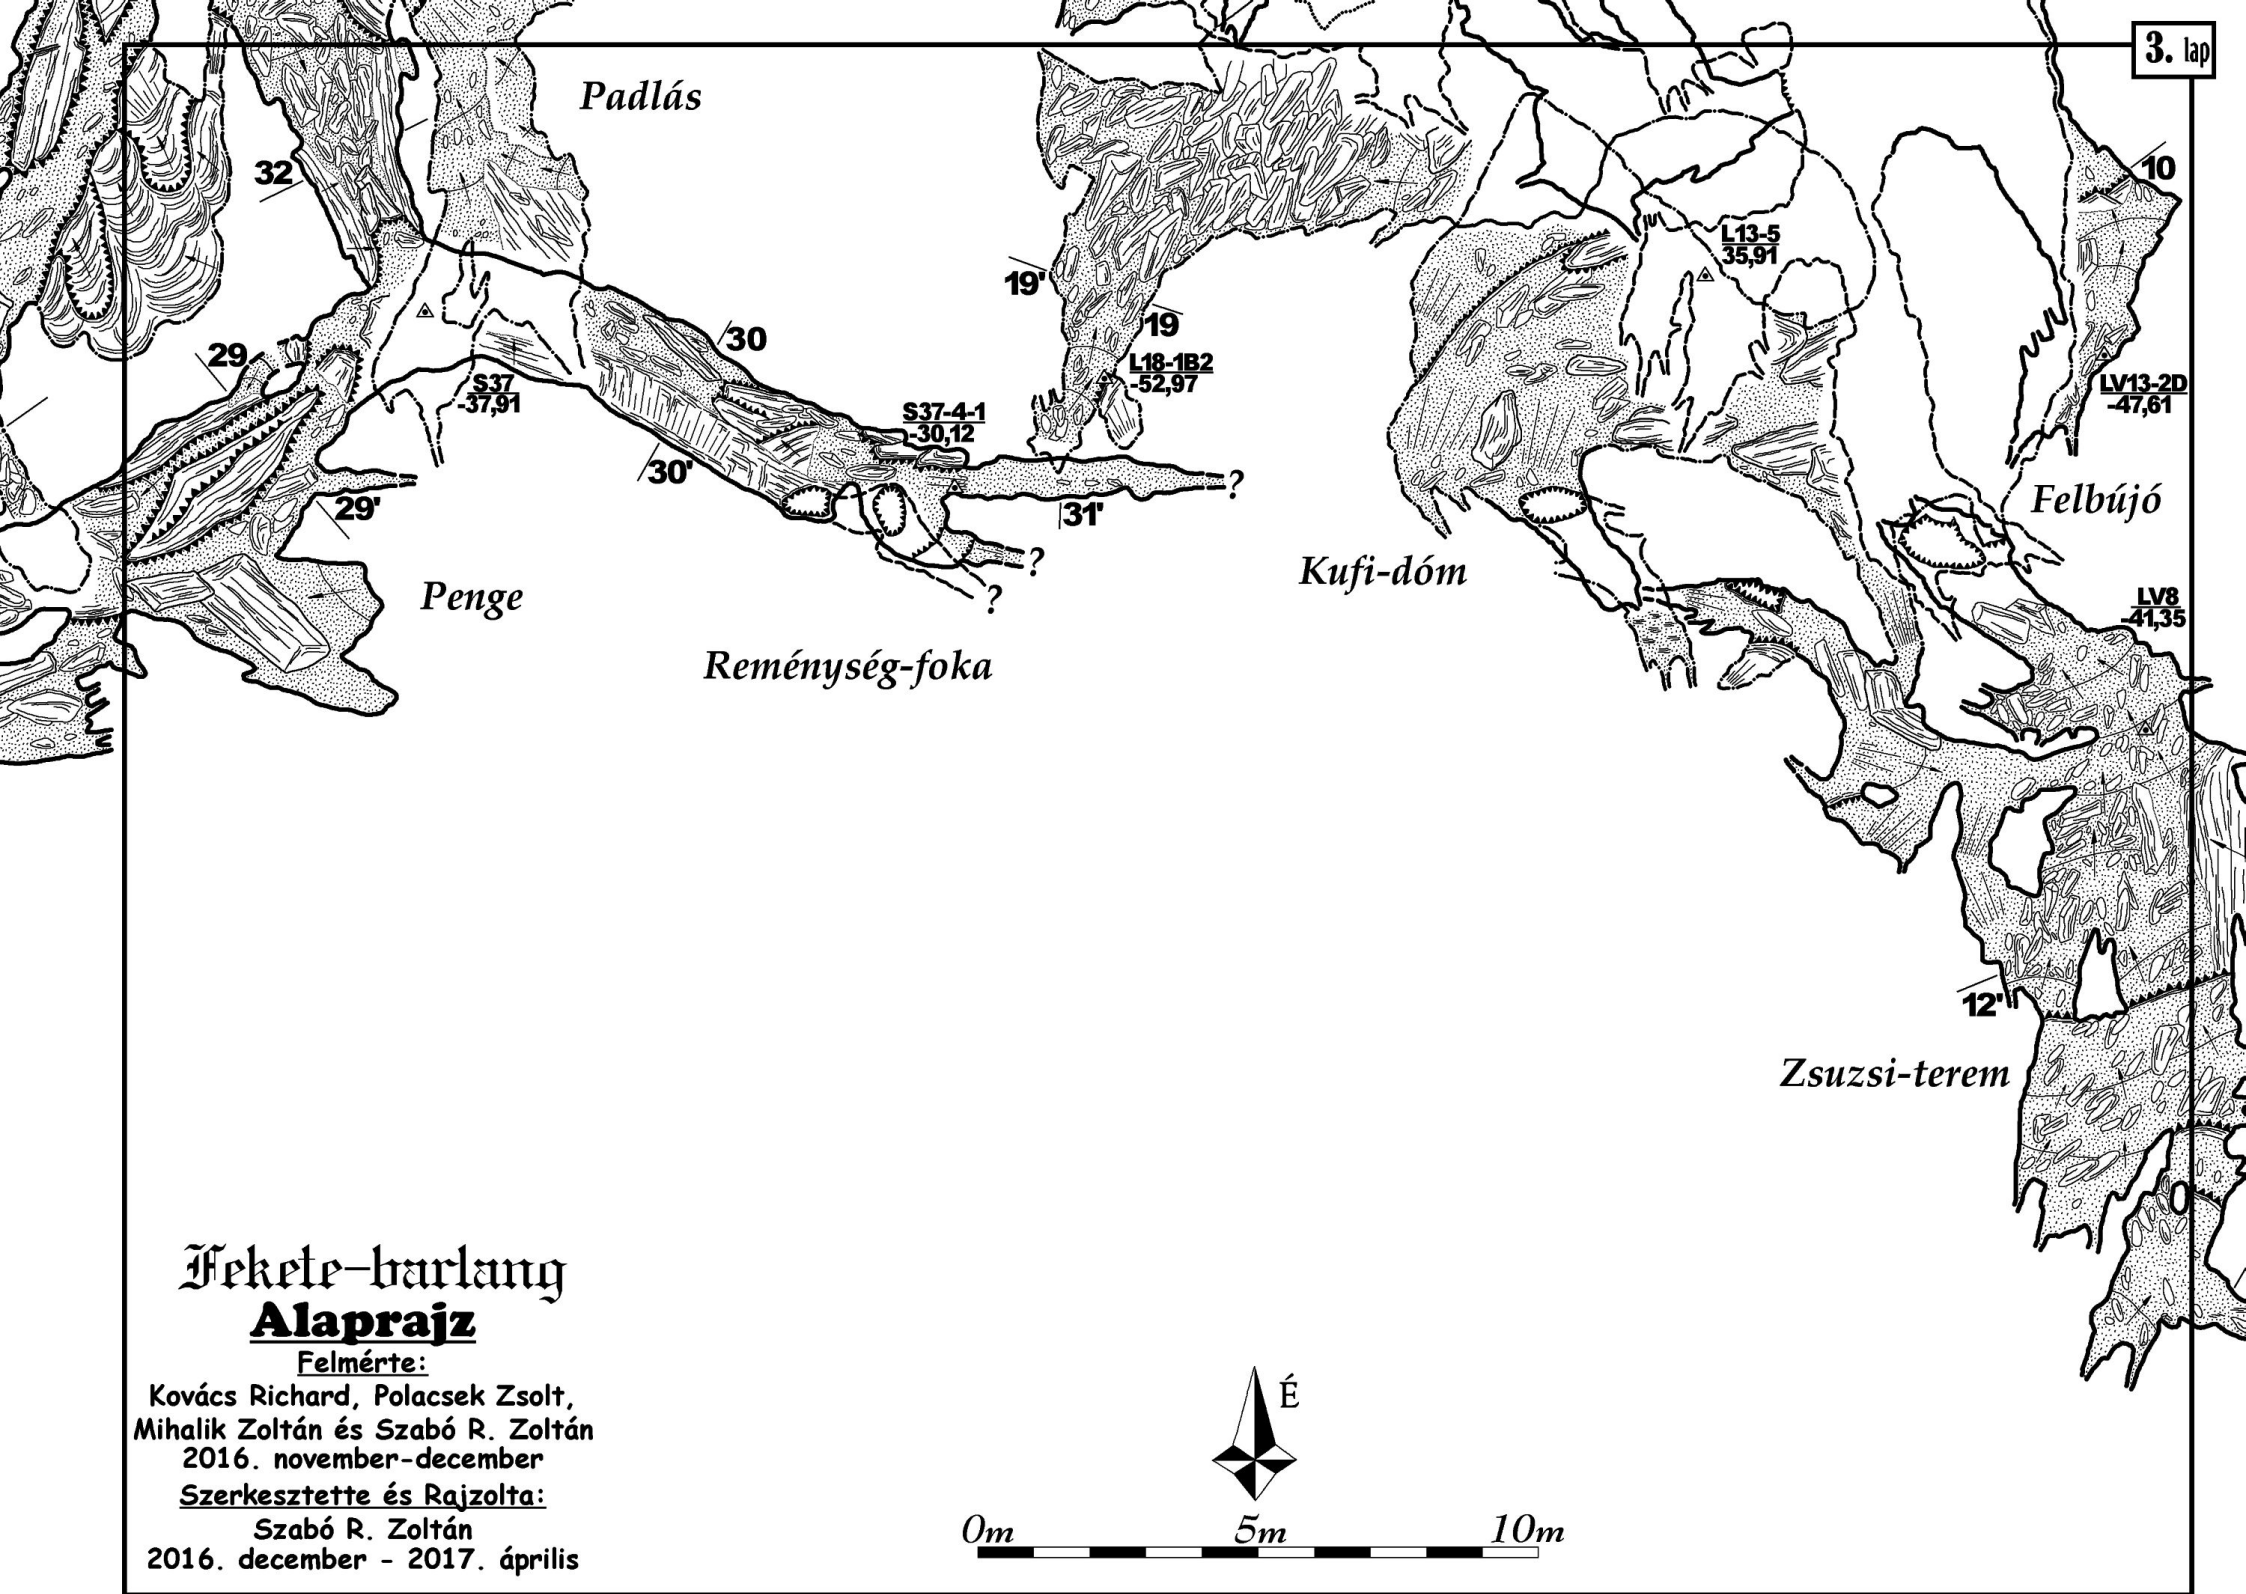 3. lap
Padlás
32
10
L13-5
35,91
19'
19
30
29
L18-1B2
-52,97
S37
-37,91
LV13-2D
-47,61
S37-4-1
-30,12
30'
?
29'
31'
Felbújó
?
Kufi-dóm
?
Penge
LV8
-41,35
Reménység-foka
12'
Zsuzsi-terem
Fekete-barlang
Alaprajz
Felmérte:
Kovács Richard, Polacsek Zsolt,
Mihalik Zoltán és Szabó R. Zoltán
2016. november-december
Szerkesztette és Rajzolta:
Szabó R. Zoltán
2016. december - 2017. április
É
0m 5m 10m